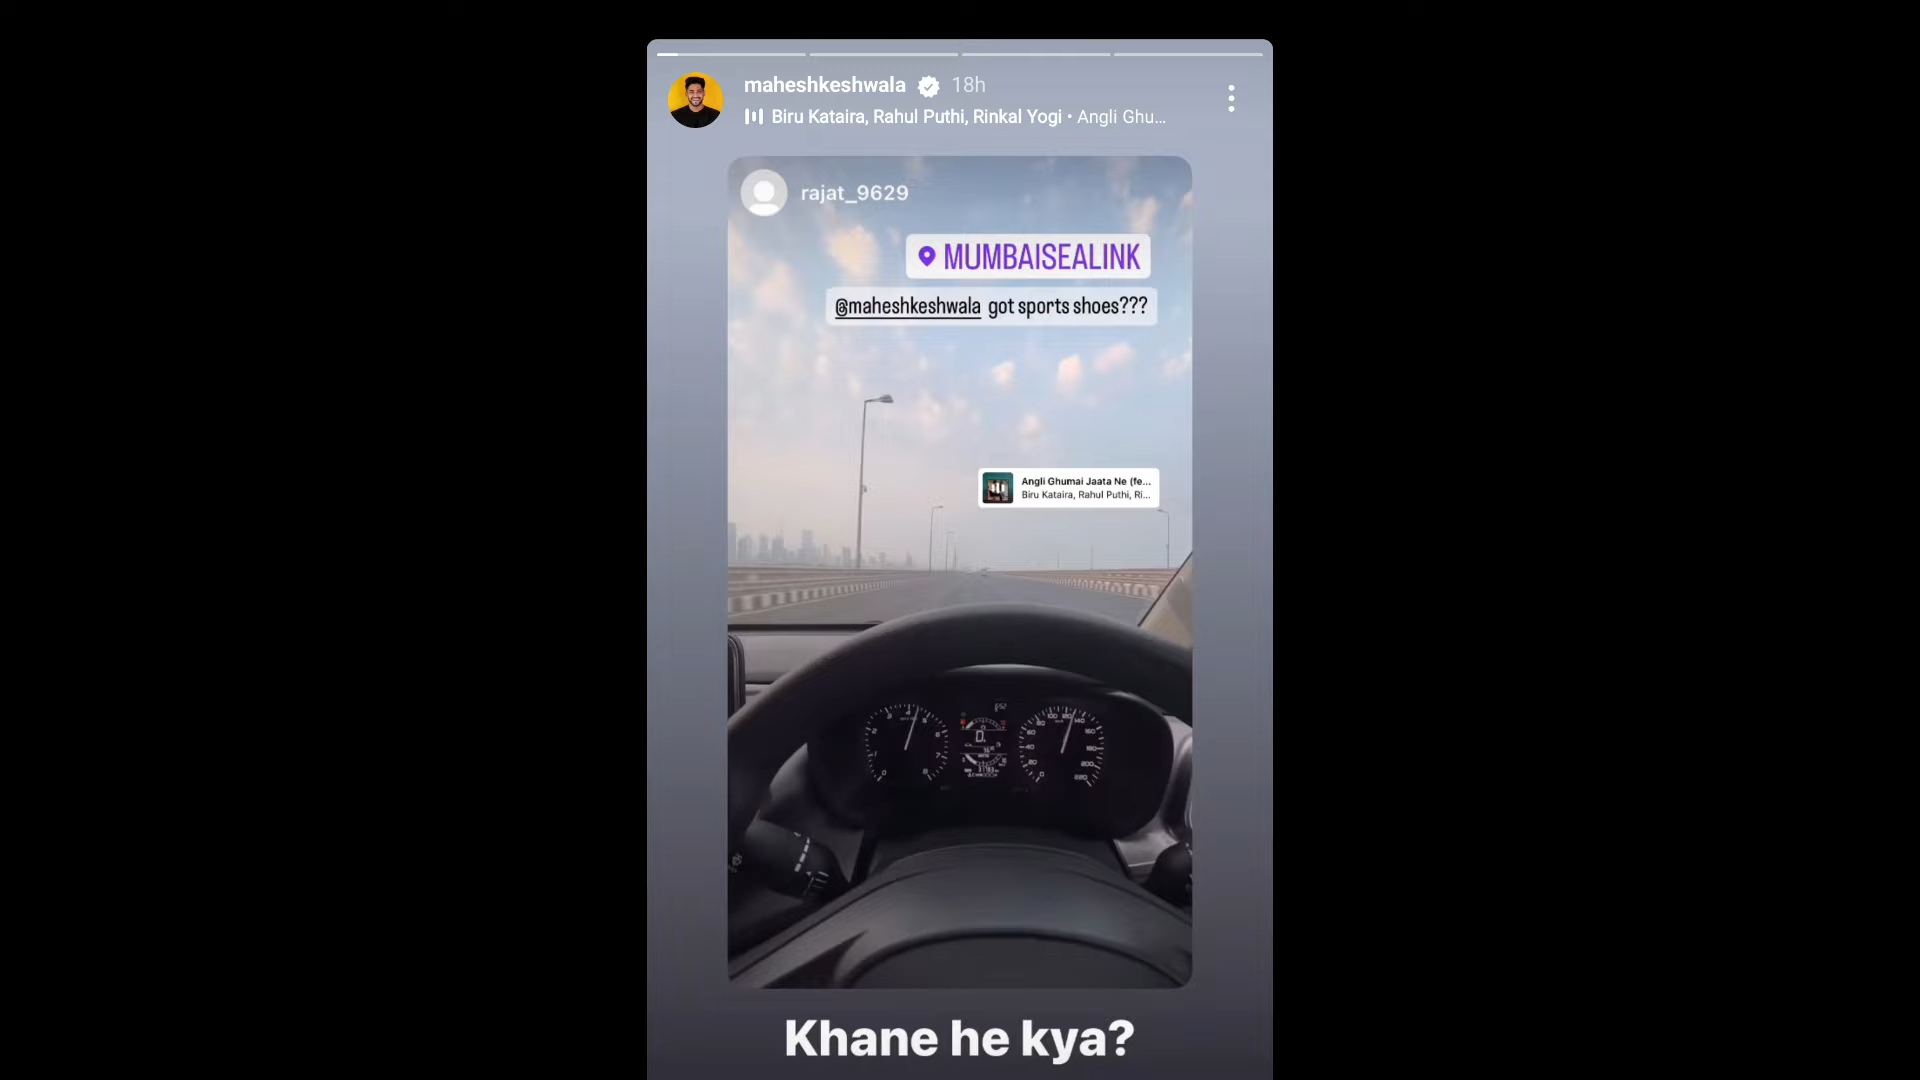 maheshkeshwala 18h
Biru Kataira, Rahul Puthi, Rinkal Yogi • Angli Ghu...
rajat_9629
MUMBAISEALINK
@maheshkeshwala got sports shoes???
Angli Ghumai Jaata Ne (fe...
Biru Kataira, Rahul Puthi, Ri...
Khane he kya?